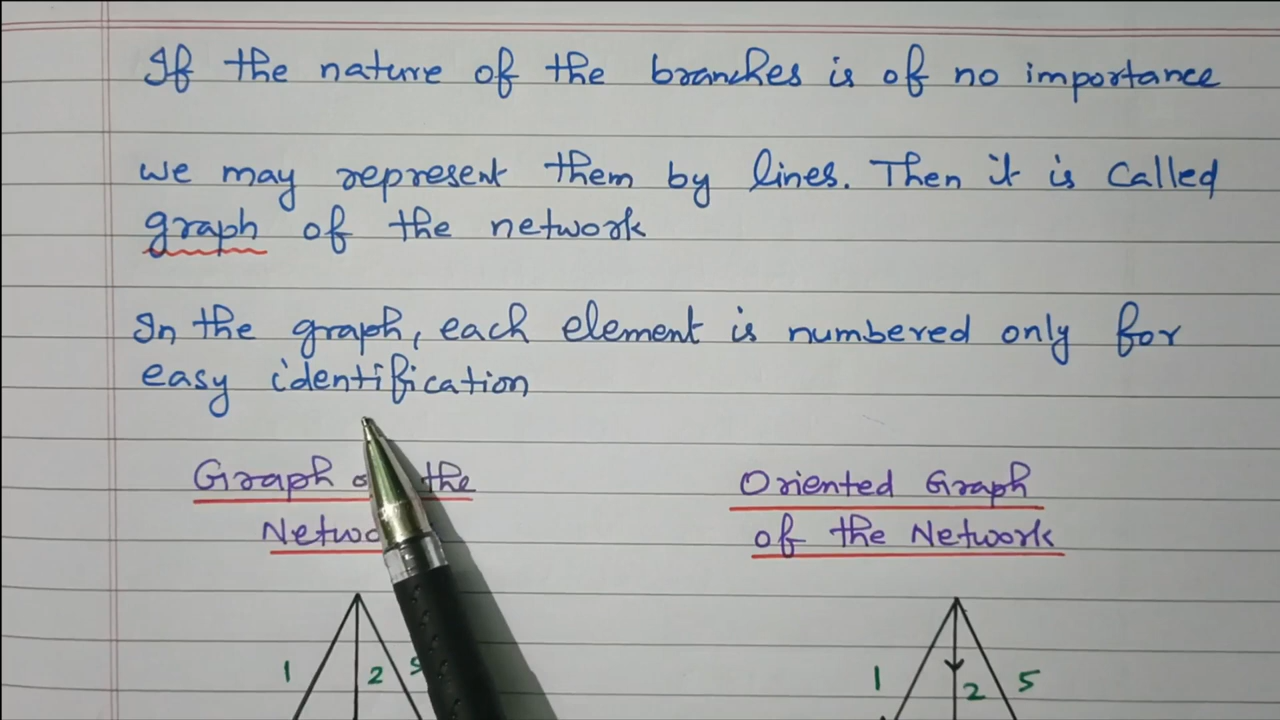 If the nature of the branches is of no importance
we may represent them by lines. Then it is called
graph of the network
In the graph, each element is numbered only for
easy identification
Graph the
Oriented Graph
of the Network
1 2 5
1 2 5